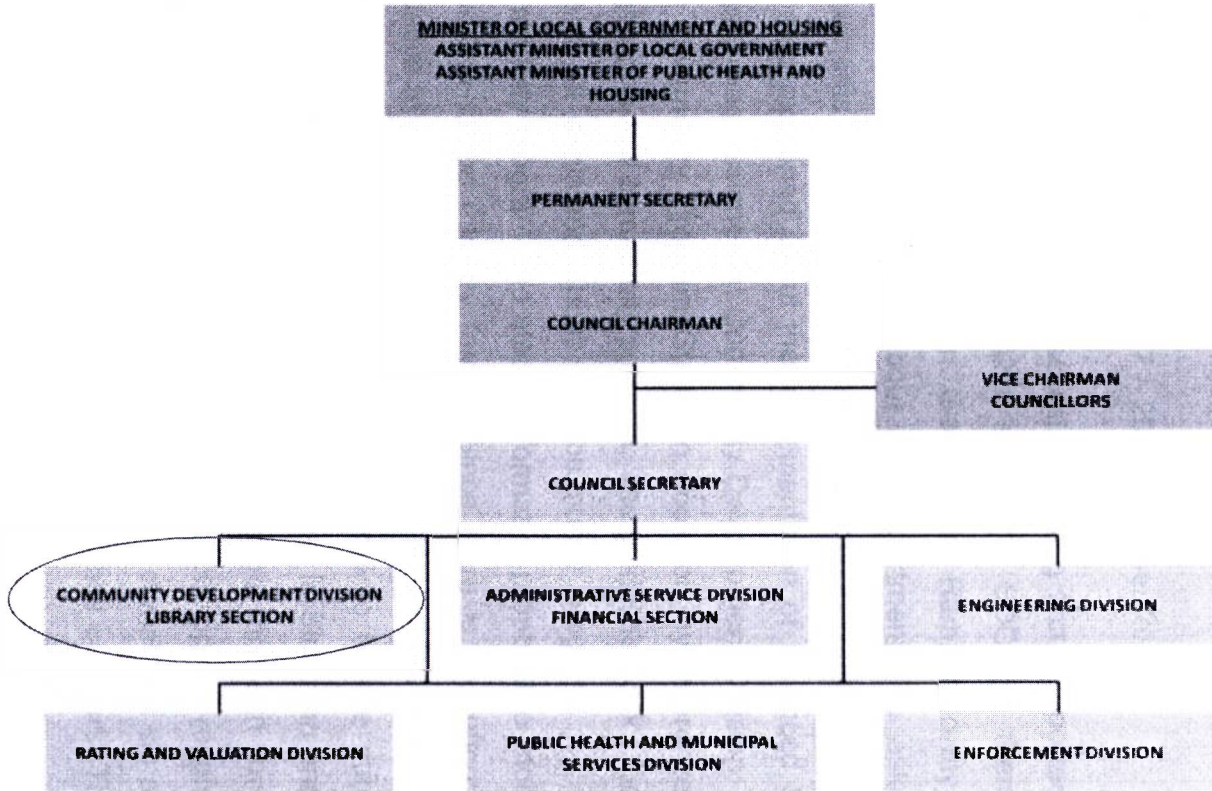 MINISTER OF LOCAL GOVERNMENT AND HOUSING
ASSISTANT MINISTER OF LOCAL GOVERNMENT
ASSISTANT MINISTEER OF PUBLIC HEALTH AND
HOUSING
PERMANENT SECRETARY
COUNCIL CHAIRMAN
VICE CHAIRMAN
COUNCILLORS
COUNCIL SECRETARY
COMMUNITY DEVELOPMENT DIVISION
LIBRARY SECTION
ADMINISTRATIVE SERVICE DIVISION
FINANCIAL SECTION
ENGINEERING DIVISION
RATING AND VALUATION DIVISION
PUBLIC HEALTH AND MUNICIPAL
SERVICES DIVISION
ENFORCEMENT DIVISION